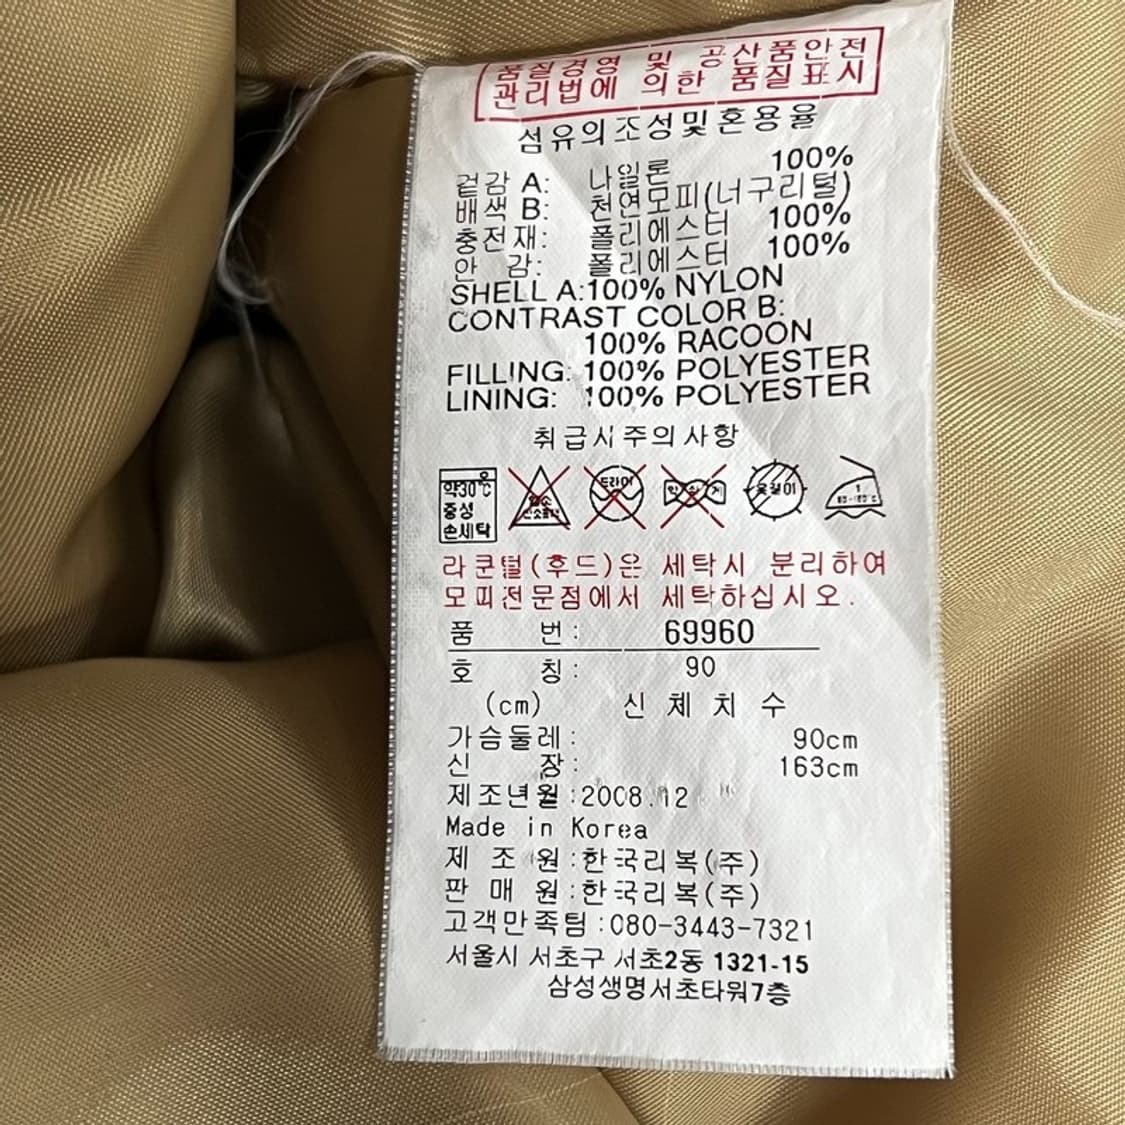 품질경영 및 공산품안전
관리법에 의한 품질표시
섬유의조성및혼용율
겉감 A: 나일론 100%
배색 B: 천연모피(너구리털)
충전재: 폴리에스터 100%
안 감: 폴리에스터 100%
SHELL A:100% NYLON
CONTRAST COLOR B:
100% RACOON
FILLING: 100% POLYESTER
LINING: 100% POLYESTER
취급시주의사항
약30℃ 드라이 옷걸이 1
중성
손세탁
라쿤털(후드)은 세탁시 분리하여
모피전문점에서 세탁하십시오.
품 번: 69960
호 칭: 90
(cm) 신체치수
가슴둘레: 90cm
신 장: 163cm
제조년월:2008.12
Made in Korea
제 조 원:한국리복(주)
판 매 원:한국리복(주)
고객만족팀:080-3443-7321
서울시 서초구 서초2동 1321-15
삼성생명서초타워7층